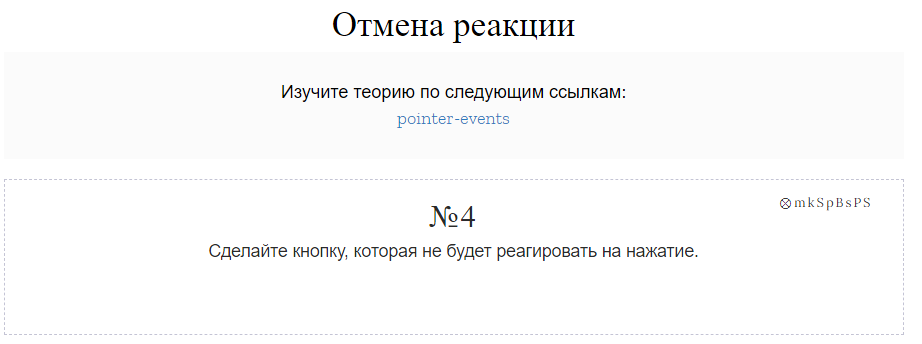 Отмена реакции
Изучите теорию по следующим ссылкам:
pointer-events
№4
⊗mkSpBsPS
Сделайте кнопку, которая не будет реагировать на нажатие.